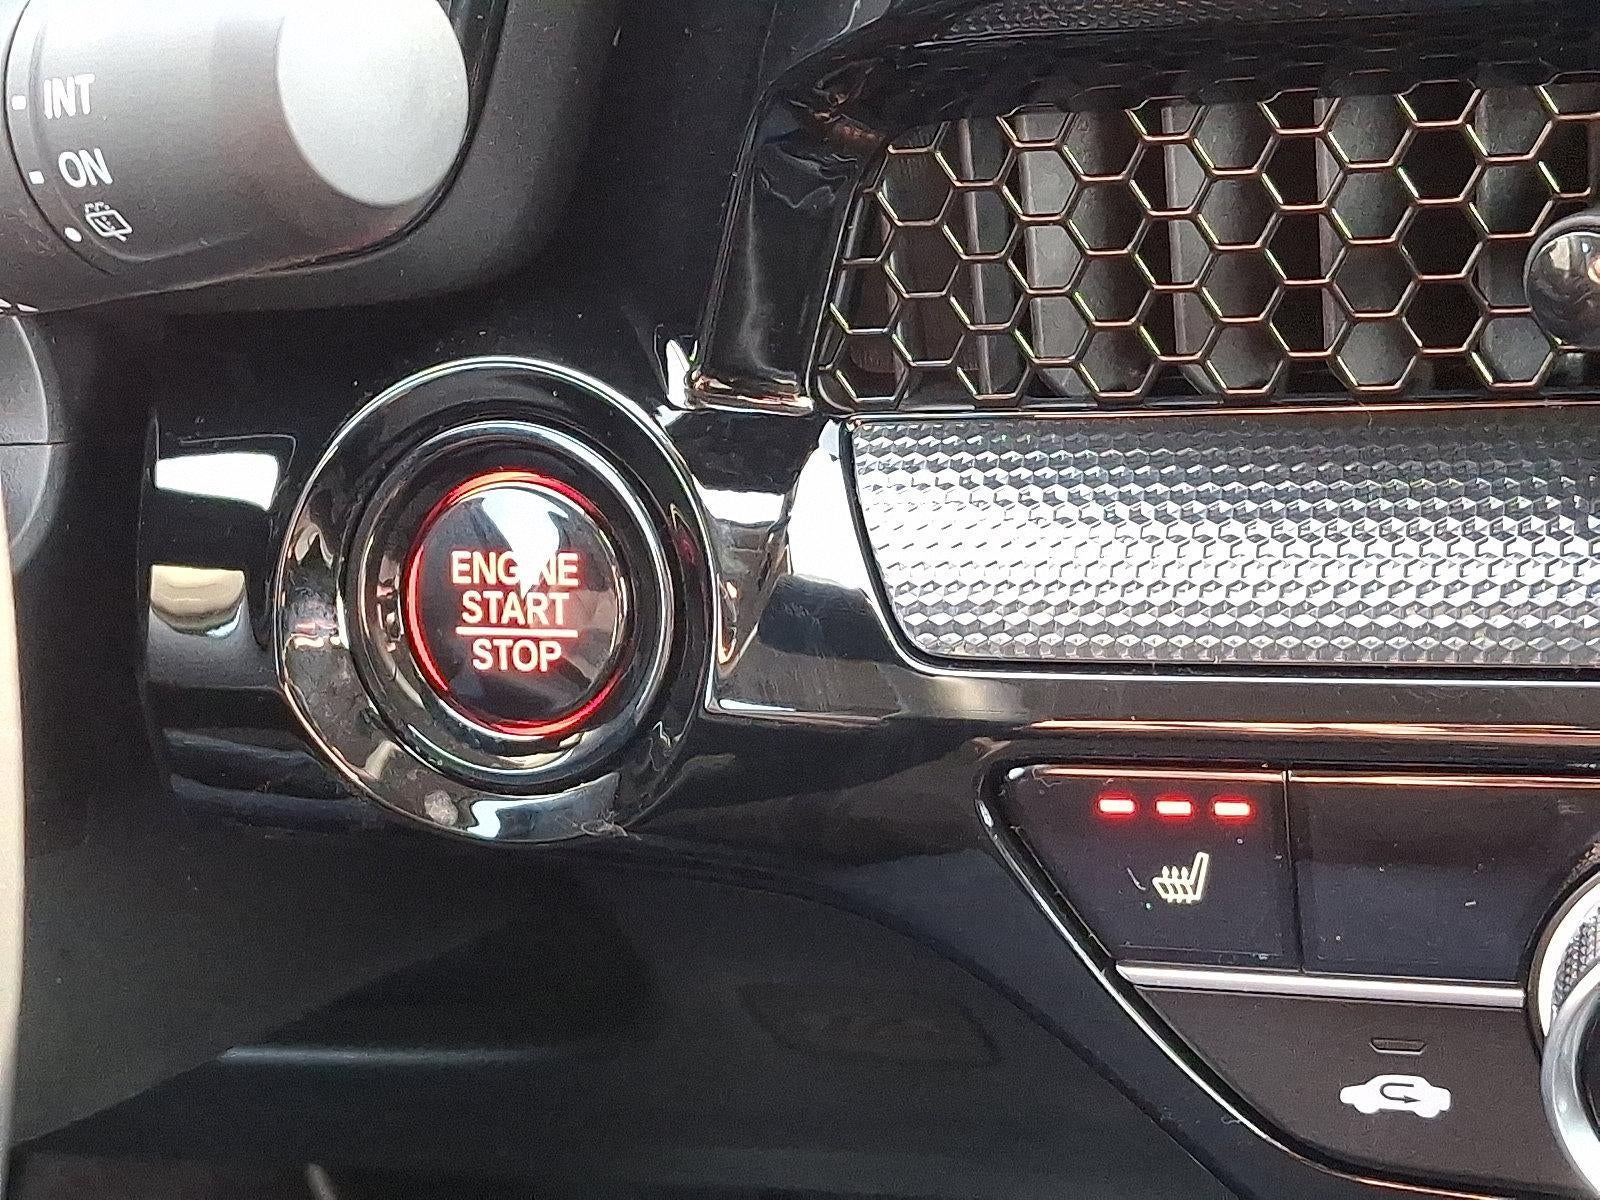 INT
ON
ENGINE
START
STOP